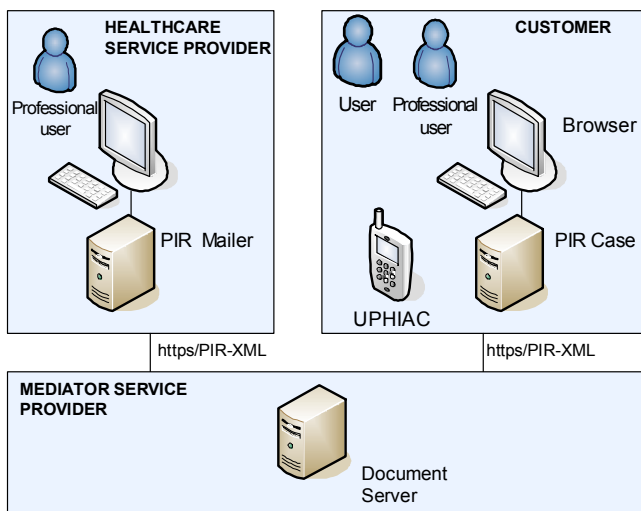 HEALTHCARE
SERVICE PROVIDER
Professional
user
PIR Mailer
CUSTOMER
User
Professional
user
Browser
PIR Case
UPHIAC
https/PIR-XML
https/PIR-XML
MEDIATOR SERVICE
PROVIDER
Document
Server